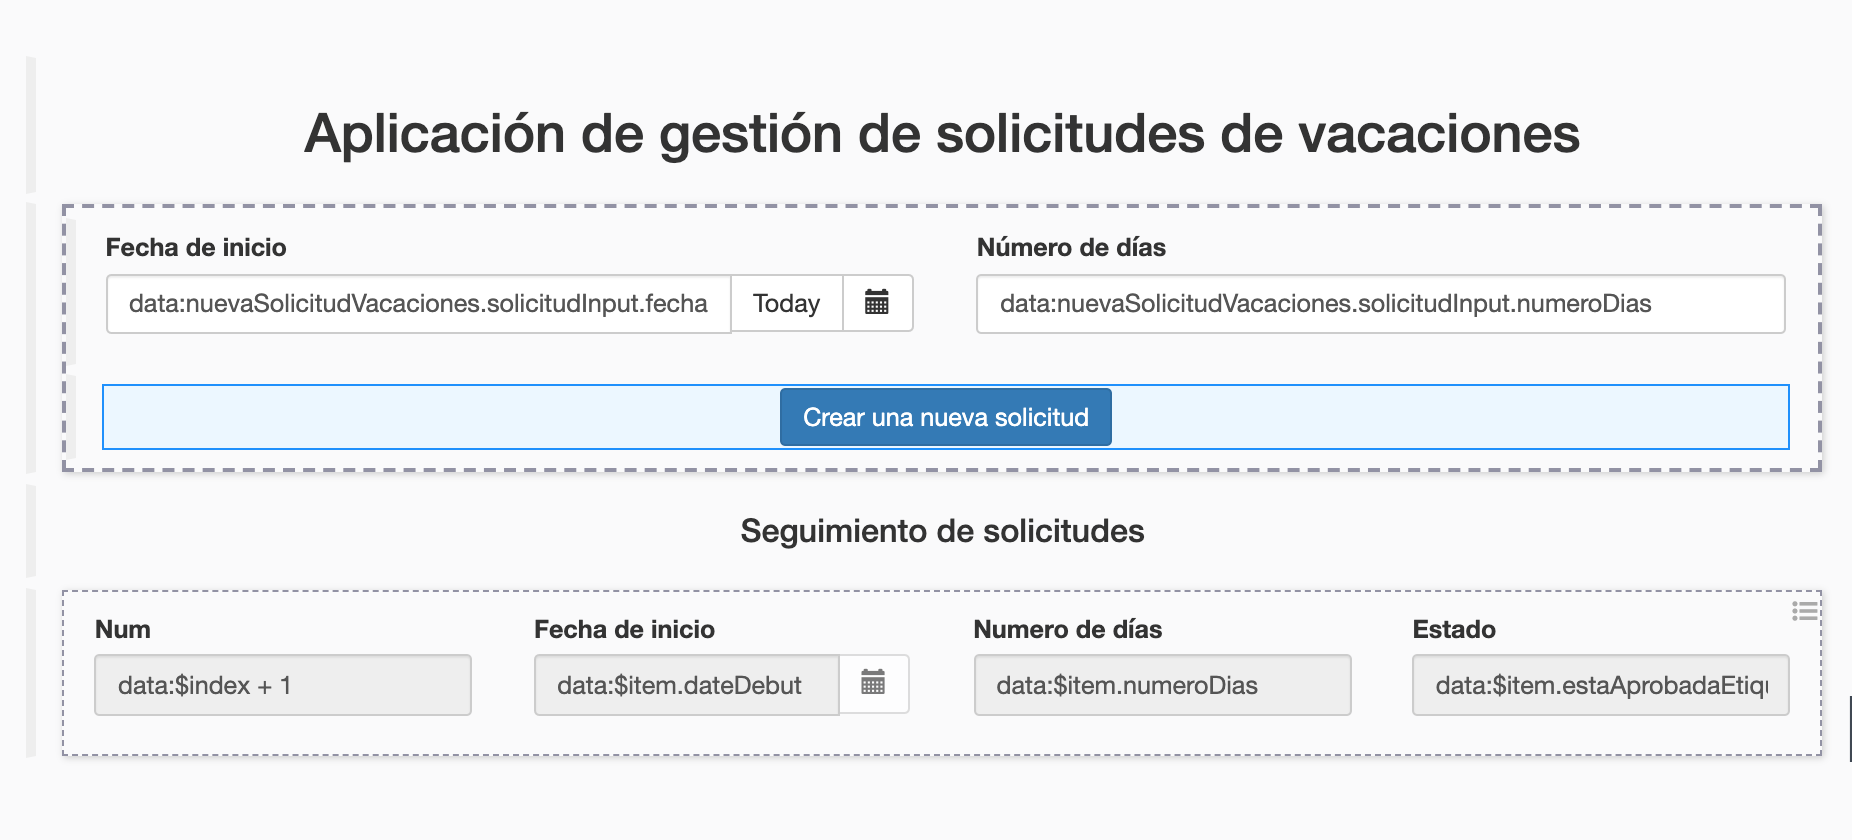 Aplicación de gestión de solicitudes de vacaciones
Fecha de inicio
Número de días
data:nuevaSolicitudVacaciones.solicitudInput.fecha
Today
data:nuevaSolicitudVacaciones.solicitudInput.numeroDias
Crear una nueva solicitud
Seguimiento de solicitudes
Num
Fecha de inicio
Numero de días
Estado
data:$index + 1
data:$item.dateDebut
data:$item.numeroDias
data:$item.estaAprobadaEtiqu